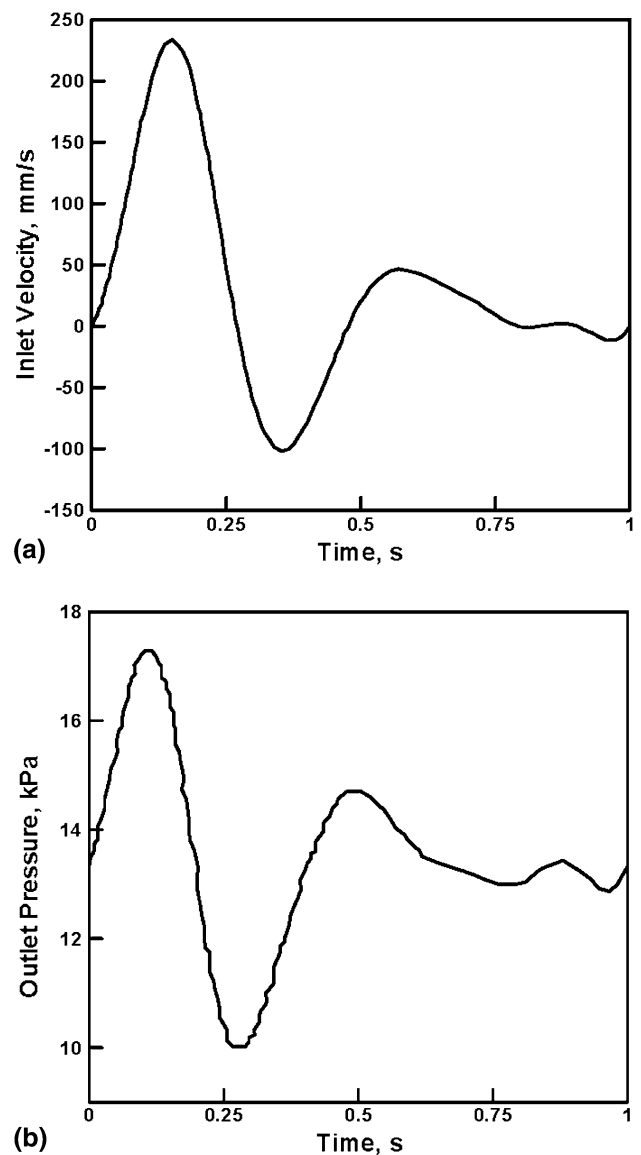 250
200
150
100
50
0
-50
-100
-150
Inlet Velocity, mm/s
0 0.25 0.5 0.75 1
Time, s
(a)
18
16
14
12
10
Outlet Pressure, kPa
0 0.25 0.5 0.75 1
Time, s
(b)